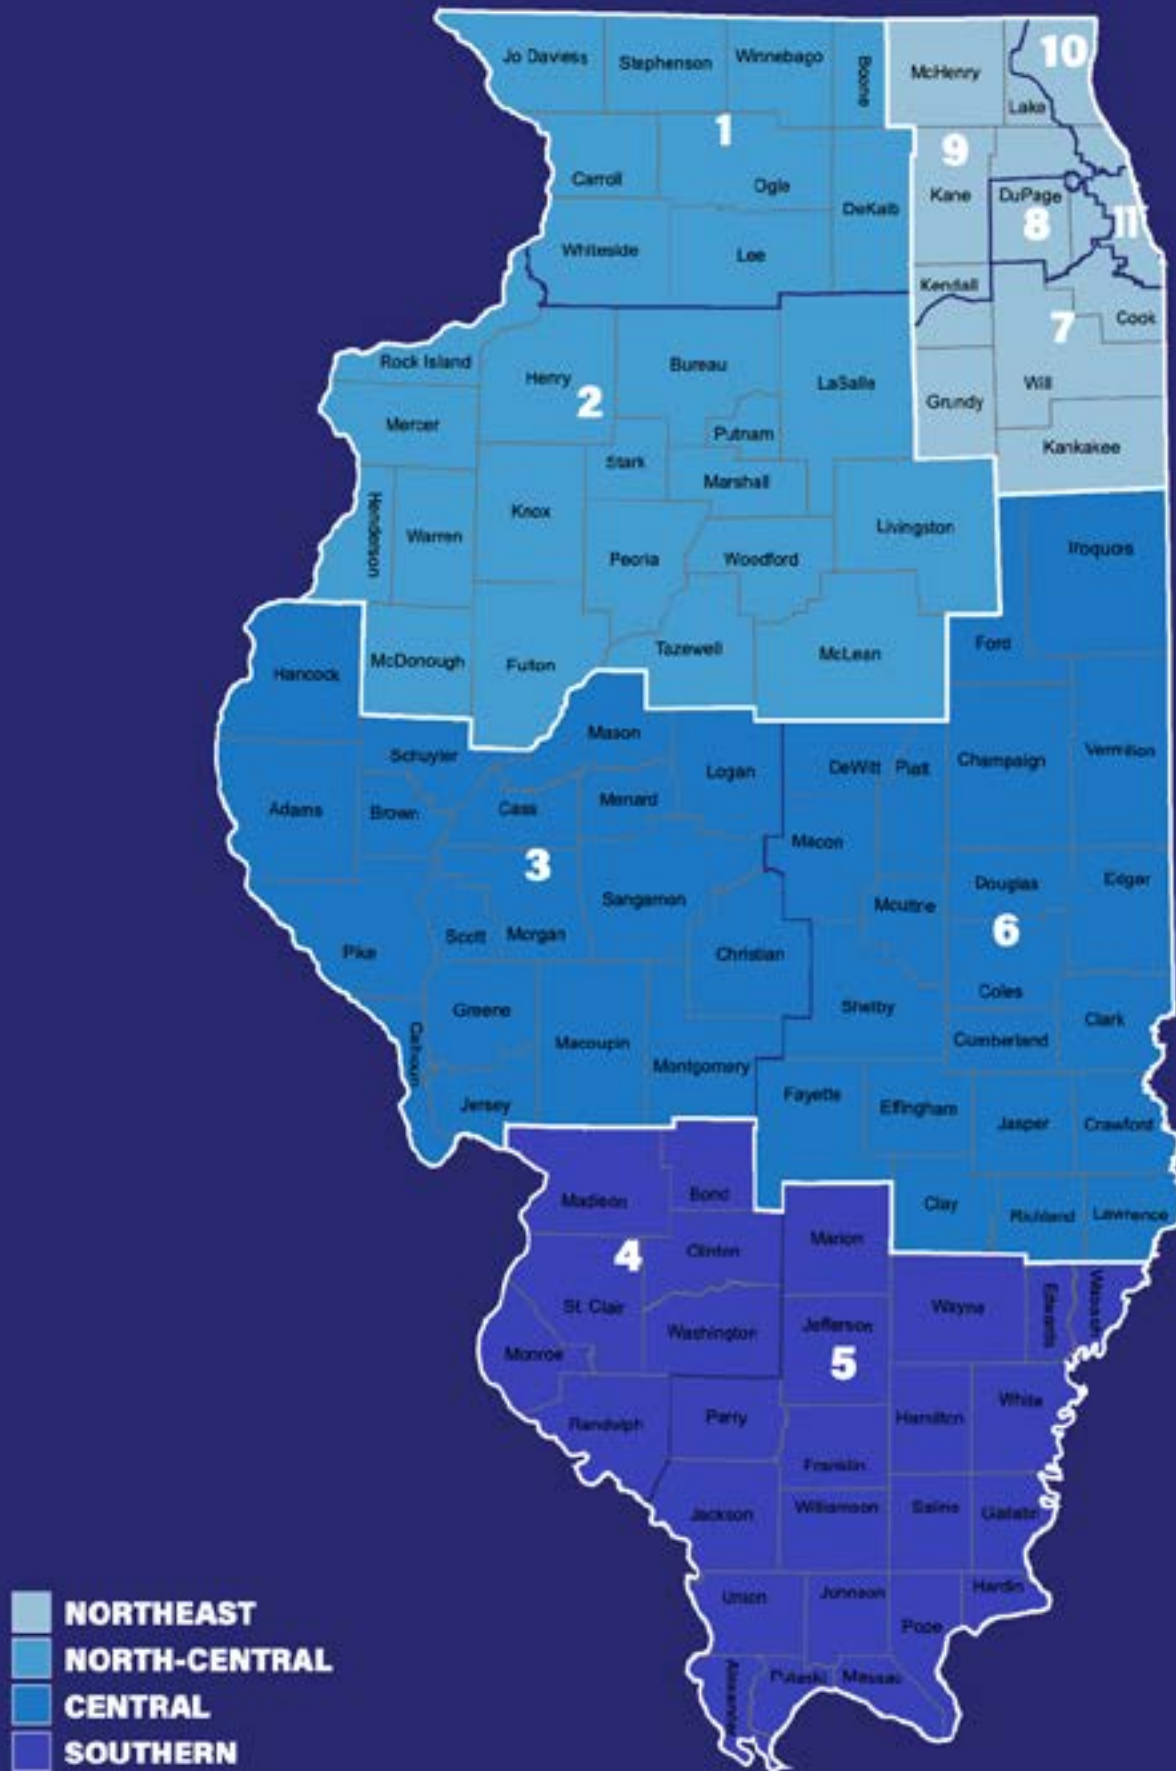 Jo Daviess
Stephenson
Winnebago
Boone
McHenry
10
Lake
1
9
Carroll
Ogle
Kane
DuPage
DeKalb
8
11
Whiteside
Lee
Kendall
7
Cook
Rock Island
Henry
Bureau
LaSalle
2
Will
Grundy
Mercer
Putnam
Kankakee
Stark
Marshall
Henderson
Warren
Knox
Livingston
Peoria
Woodford
Iroquois
Ford
McDonough
Fulton
Tazewell
McLean
Hancock
Mason
Schuyler
Logan
DeWitt
Piatt
Champaign
Vermilion
Adams
Brown
Cass
Menard
Macon
3
Sangamon
Douglas
Edgar
Mcuttrie
6
Scott
Morgan
Pike
Christian
Coles
Greene
Shelby
Clark
Calhoun
Macoupin
Cumberland
Montgomery
Jersey
Fayette
Effingham
Jasper
Crawford
Madison
Bond
Clay
Richland
Lawrence
Marion
4
Clinton
St. Clair
Washington
Jefferson
Wayne
Edwards
Wabash
Monroe
5
Randolph
Perry
Hamilton
White
Franklin
Jackson
Williamson
Saline
Gallatin
Union
Johnson
Hardin
Pope
Alexander
Pulaski
Massac
NORTHEAST
NORTH-CENTRAL
CENTRAL
SOUTHERN